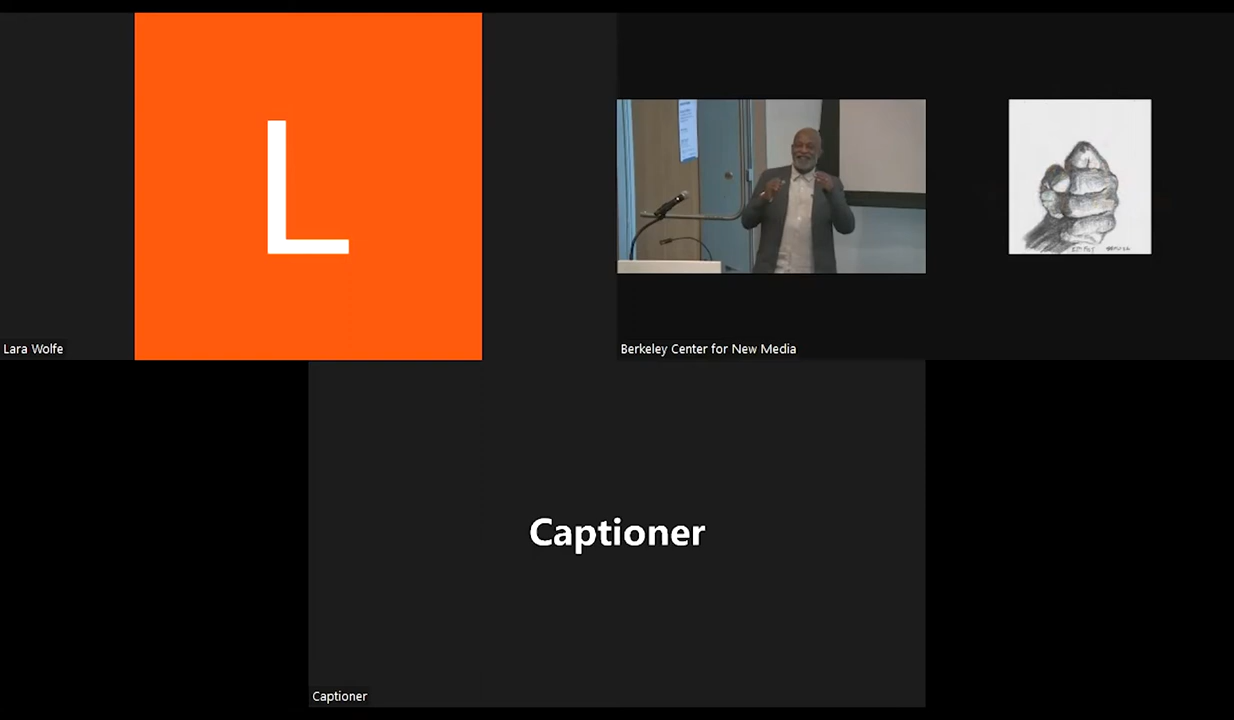 L
Lara Wolfe
Berkeley Center for New Media
Captioner
Captioner